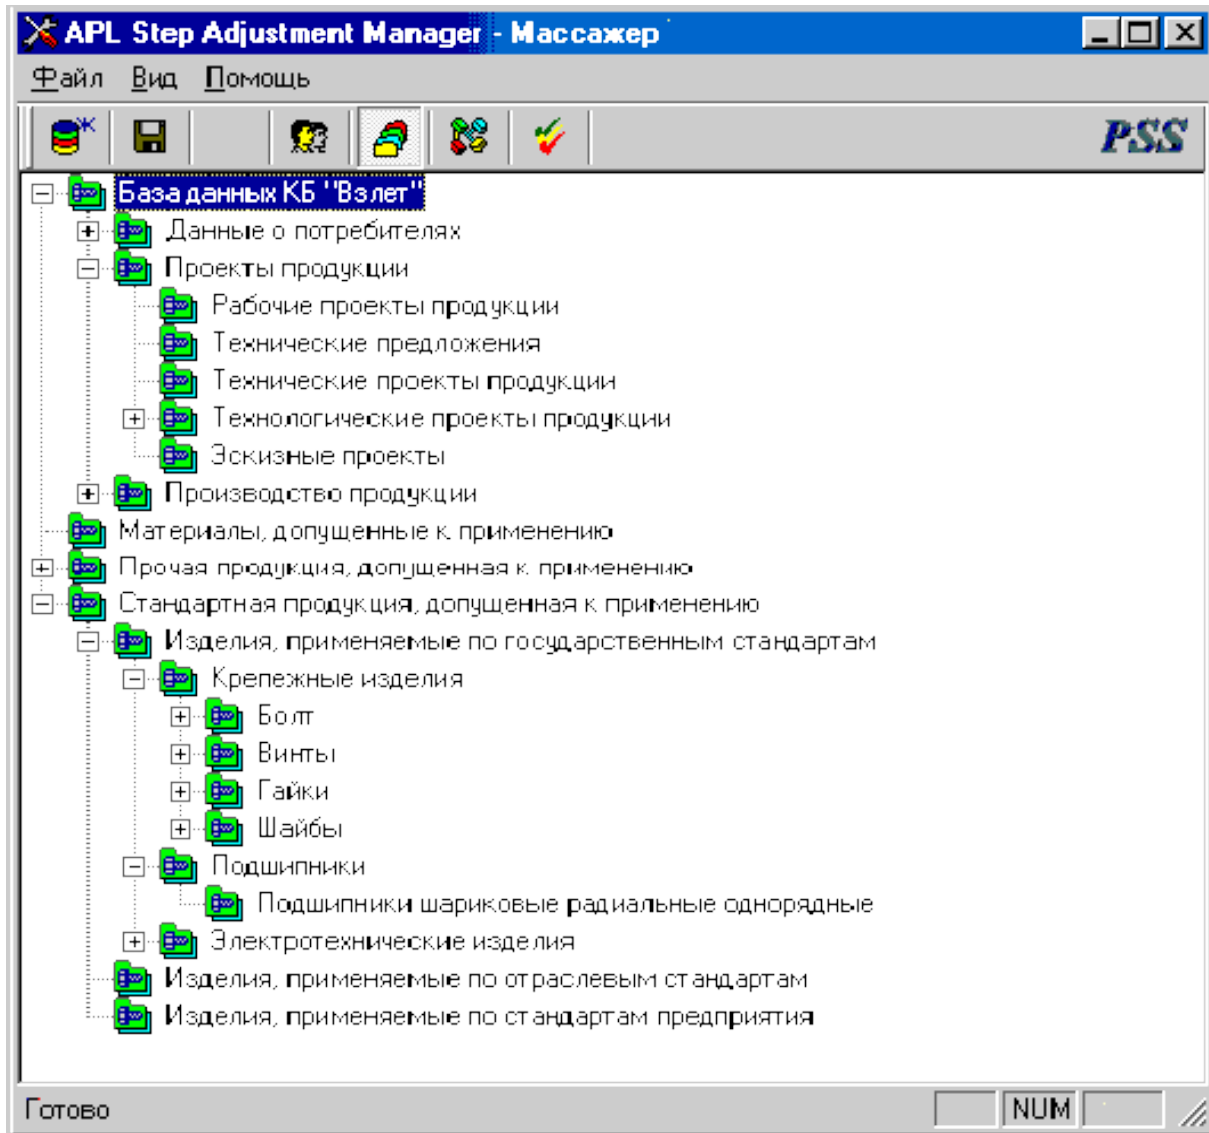 APL Step Adjustment Manager - Массажер
Файл Вид Помощь
PSS
База данных КБ "Взлет"
Данные о потребителях
Проекты продукции
Рабочие проекты продукции
Технические предложения
Технические проекты продукции
Технологические проекты продукции
Эскизные проекты
Производство продукции
Материалы, допущенные к применению
Прочая продукция, допущенная к применению
Стандартная продукция, допущенная к применению
Изделия, применяемые по государственным стандартам
Крепежные изделия
Болт
Винты
Гайки
Шайбы
Подшипники
Подшипники шариковые радиальные однорядные
Электротехнические изделия
Изделия, применяемые по отраслевым стандартам
Изделия, применяемые по стандартам предприятия
Готово NUM